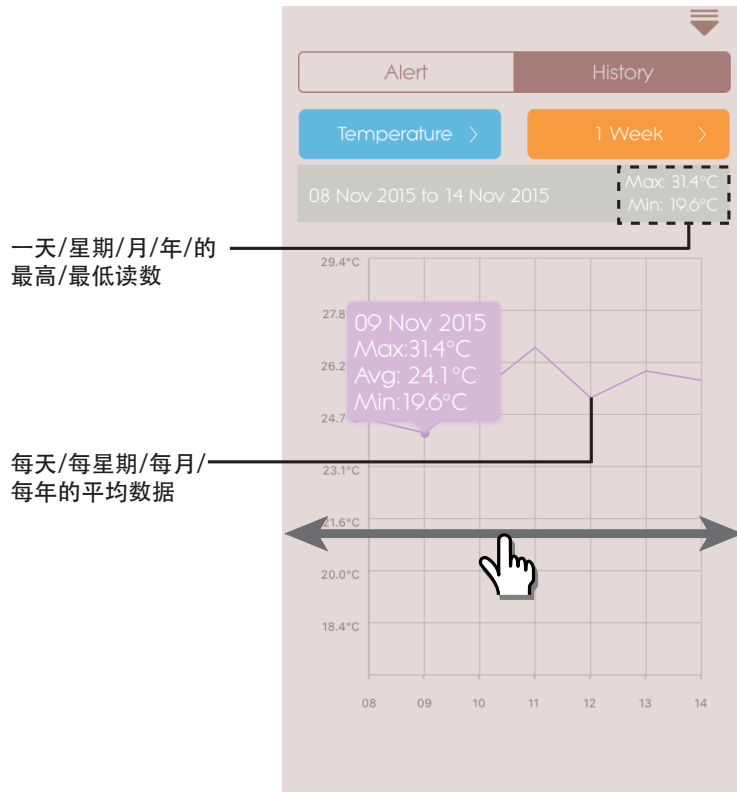 Alert
History
Temperature >
1 Week >
08 Nov 2015 to 14 Nov 2015
Max: 31.4°C
Min: 19.6°C
一天/星期/月/年/的
最高/最低读数
29.4°C
27.8
09 Nov 2015
Max:31.4°C
Avg: 24.1°C
Min:19.6°C
26.2
24.7
每天/每星期/每月/
每年的平均数据
23.1°C
21.6°C
20.0°C
18.4°C
08 09 10 11 12 13 14